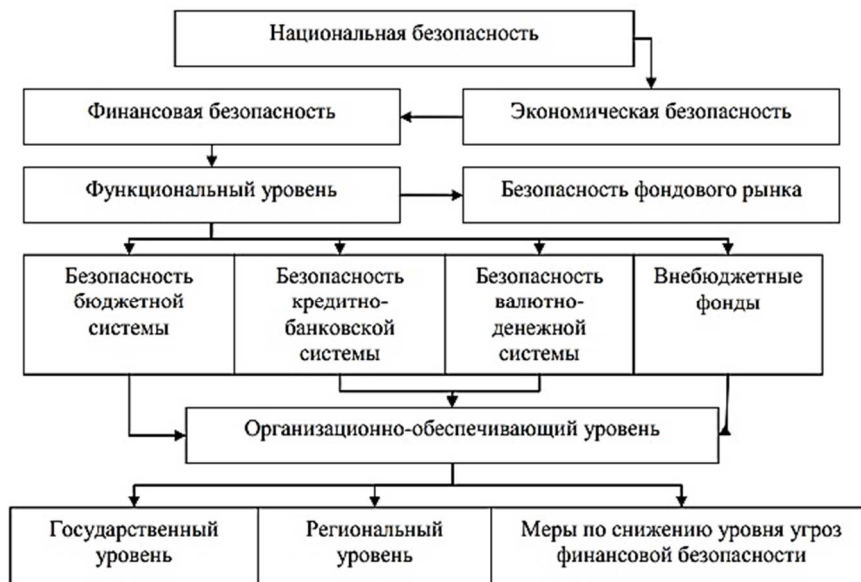 Национальная безопасность
Финансовая безопасность
Экономическая безопасность
Функциональный уровень
Безопасность фондового рынка
Безопасность
бюджетной
системы
Безопасность
кредитно-
банковской
системы
Безопасность
валютно-
денежной
системы
Внебюджетные
фонды
Организационно-обеспечивающий уровень
Государственный
уровень
Региональный
уровень
Меры по снижению уровня угроз
финансовой безопасности